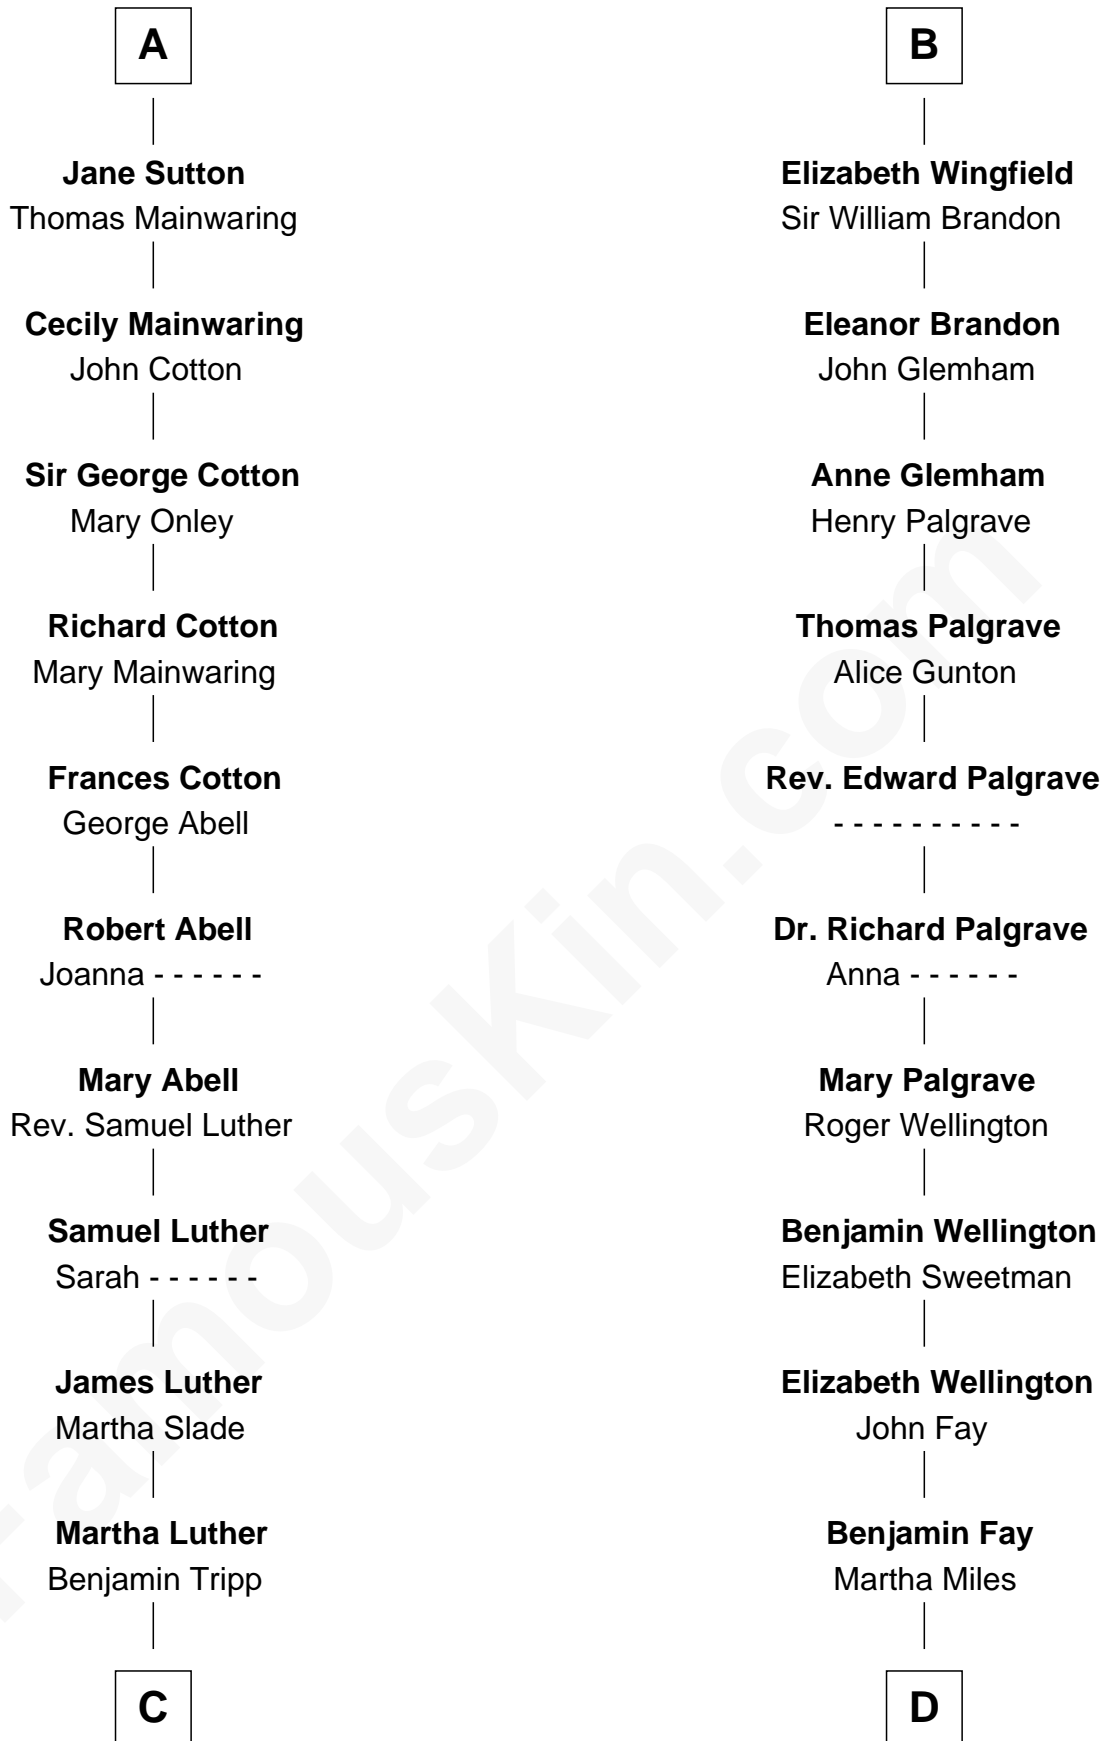 A
Jane Sutton
Thomas Mainwaring
Cecily Mainwaring
John Cotton
Sir George Cotton
Mary Onley
Richard Cotton
Mary Mainwaring
Frances Cotton
George Abell
Robert Abell
Joanna - - - - - -
Mary Abell
Rev. Samuel Luther
Samuel Luther
Sarah - - - - - -
James Luther
Martha Slade
Martha Luther
Benjamin Tripp
C
B
Elizabeth Wingfield
Sir William Brandon
Eleanor Brandon
John Glemham
Anne Glemham
Henry Palgrave
Thomas Palgrave
Alice Gunton
Rev. Edward Palgrave
- - - - - - - - - -
Dr. Richard Palgrave
Anna - - - - - -
Mary Palgrave
Roger Wellington
Benjamin Wellington
Elizabeth Sweetman
Elizabeth Wellington
John Fay
Benjamin Fay
Martha Miles
D
FamousKin.com